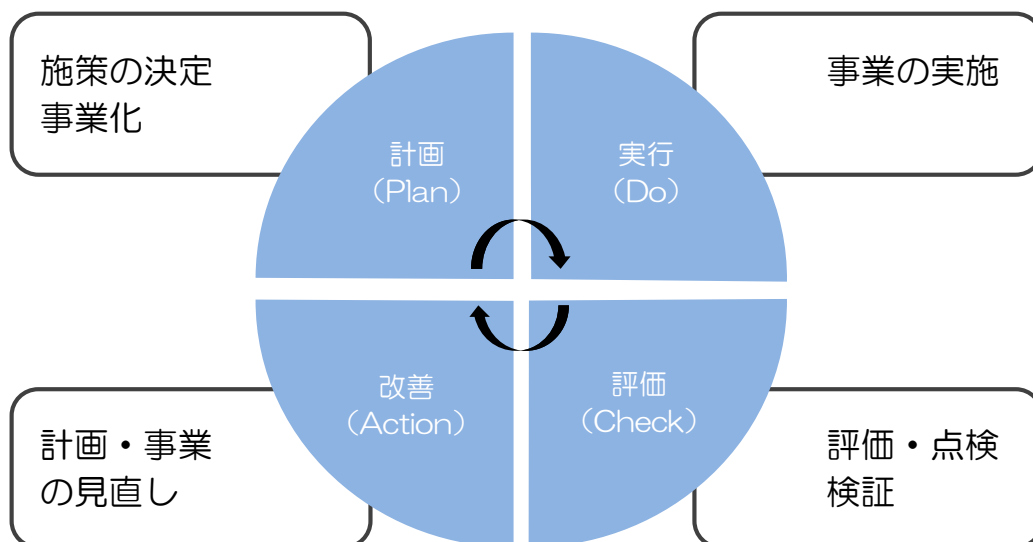 施策の決定
事業化
事業の実施
計画
（Plan）
実行
（Do）
改善
（Action）
評価
（Check）
計画・事業
の見直し
評価・点検
検証